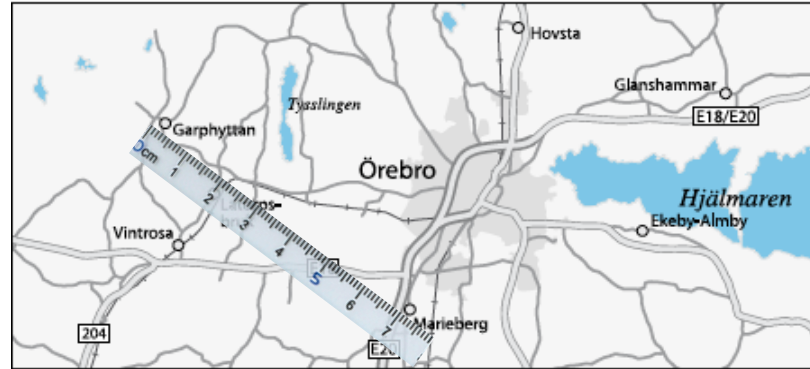 Hovsta
Glanshammar
E18/E20
Tysslingen
Garphyttan
0cm 1 2 3 4 5 6 7
Örebro
Hjälmaren
Ekeby-Almby
Vintrosa
Marieberg
204
E20